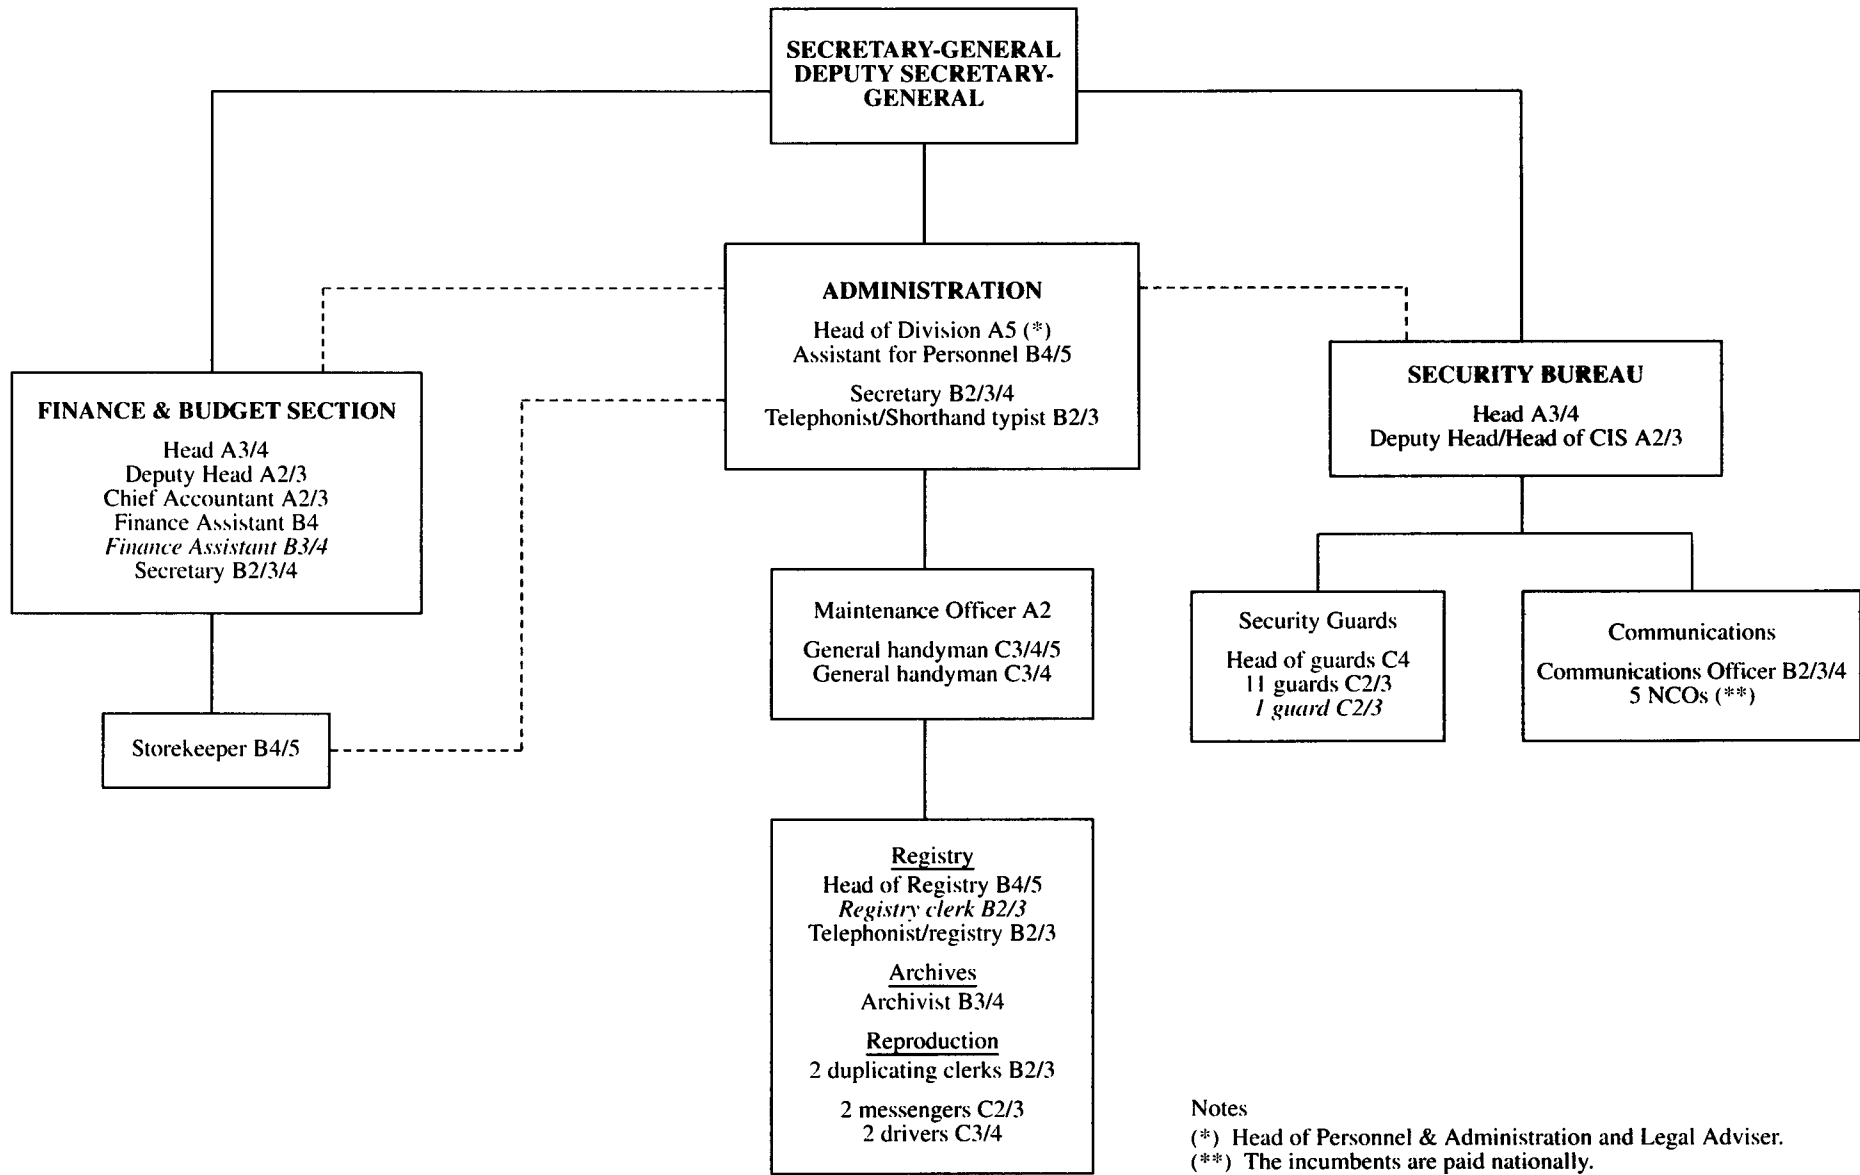 SECRETARY-GENERAL
DEPUTY SECRETARY-
GENERAL
ADMINISTRATION
Head of Division A5 (*)
Assistant for Personnel B4/5
Secretary B2/3/4
Telephonist/Shorthand typist B2/3
FINANCE & BUDGET SECTION
Head A3/4
Deputy Head A2/3
Chief Accountant A2/3
Finance Assistant B4
Finance Assistant B3/4
Secretary B2/3/4
SECURITY BUREAU
Head A3/4
Deputy Head/Head of CIS A2/3
Storekeeper B4/5
Maintenance Officer A2
General handyman C3/4/5
General handyman C3/4
Security Guards
Head of guards C4
11 guards C2/3
1 guard C2/3
Communications
Communications Officer B2/3/4
5 NCOs (**)
Registry
Head of Registry B4/5
Registry clerk B2/3
Telephonist/registry B2/3
Archives
Archivist B3/4
Reproduction
2 duplicating clerks B2/3
2 messengers C2/3
2 drivers C3/4
Notes
(*) Head of Personnel & Administration and Legal Adviser.
(**) The incumbents are paid nationally.